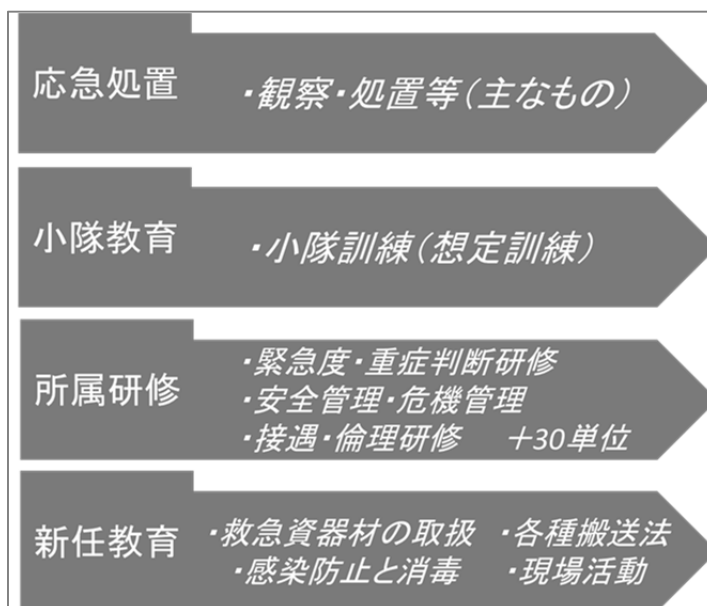 応急処置
・観察・処置等（主なもの）
小隊教育
・小隊訓練（想定訓練）
所属研修
・緊急度・重症判断研修
・安全管理・危機管理
・接遇・倫理研修　＋30単位
新任教育
・救急資器材の取扱　・各種搬送法
・感染防止と消毒　・現場活動